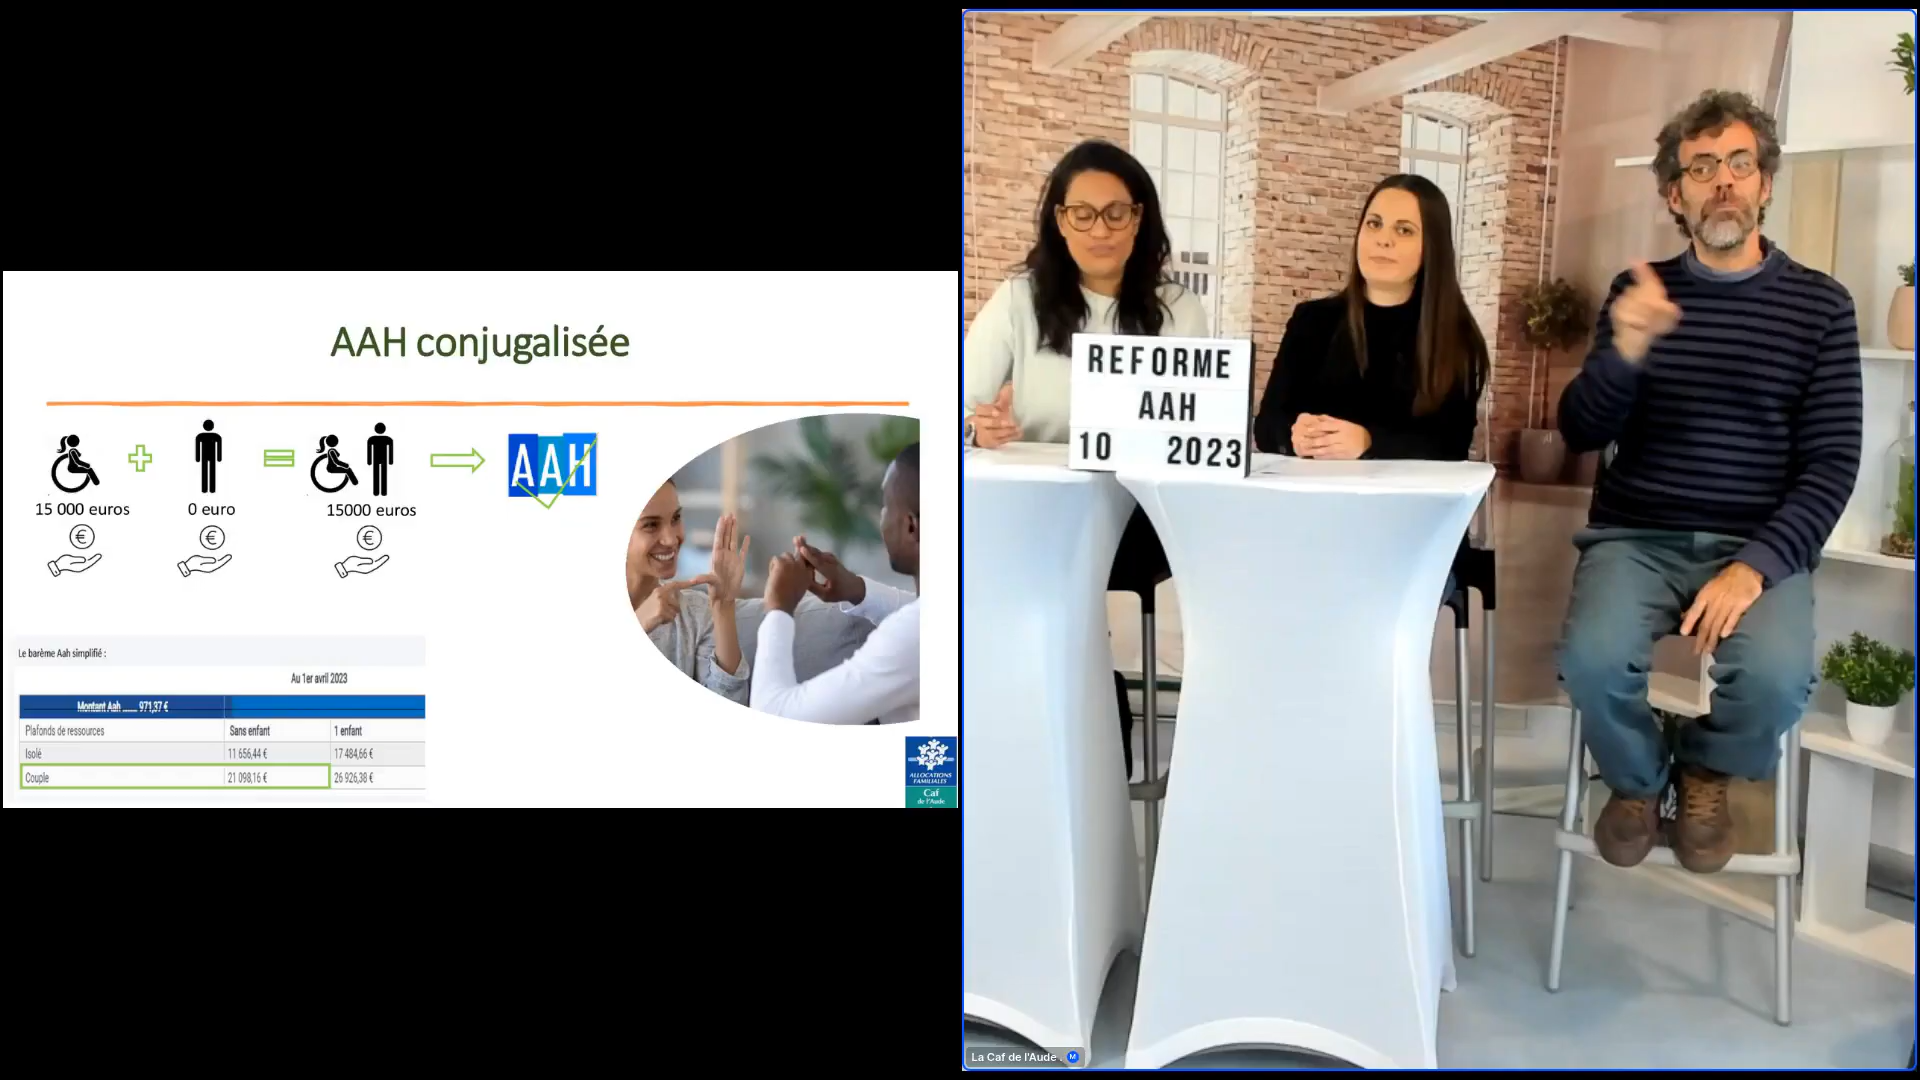 AAH conjugalisée
15 000 euros
0 euro
15000 euros
AAH
Le barème Aah simplifié :
Au 1er avril 2023
Montant Aah ........ 971,37 €
Plafonds de ressources Sans enfant 1 enfant
Isolé 11 656,44 € 17 484,66 €
Couple 21 098,16 € 26 926,38 €
ALLOCATIONS
FAMILIALES
Caf
de l'Aude
REFORME
AAH
10 2023
La Caf de l'Aude